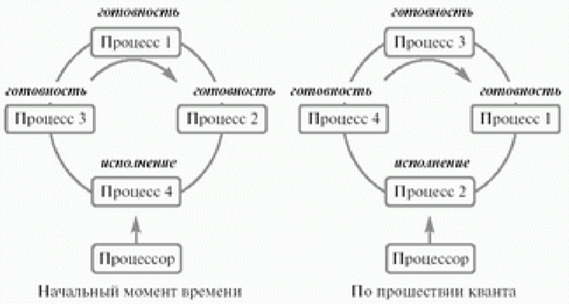 готовность готовность
Процесс 1 Процесс 3
готовность готовность готовность готовность
Процесс 3 Процесс 2 Процесс 4 Процесс 1
исполнение исполнение
Процесс 4 Процесс 2
Процессор Процессор
Начальный момент времени По прошествии кванта